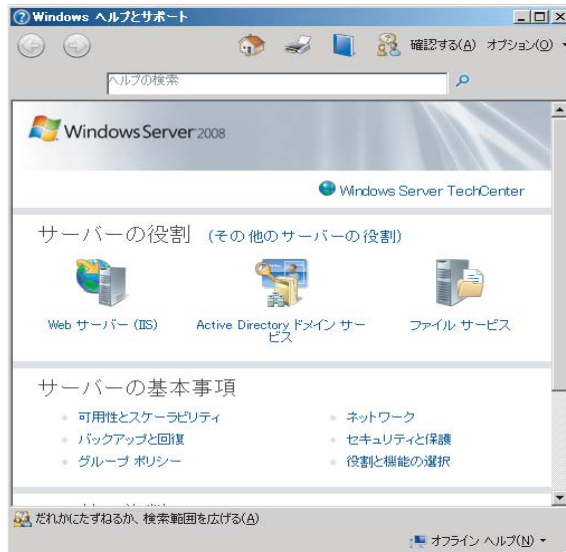 Windows ヘルプとサポート
確認する(A) オプション(O)
ヘルプの検索
Windows Server 2008
Windows Server TechCenter
サーバーの役割 (その他のサーバーの役割)
Web サーバー (IIS)
Active Directory ドメイン サー
ビス
ファイル サービス
サーバーの基本事項
可用性とスケーラビリティ
ネットワーク
バックアップと回復
セキュリティと保護
グループ ポリシー
役割と機能の選択
だれかにたずねるか、検索範囲を広げる(A)
オフライン ヘルプ(N)